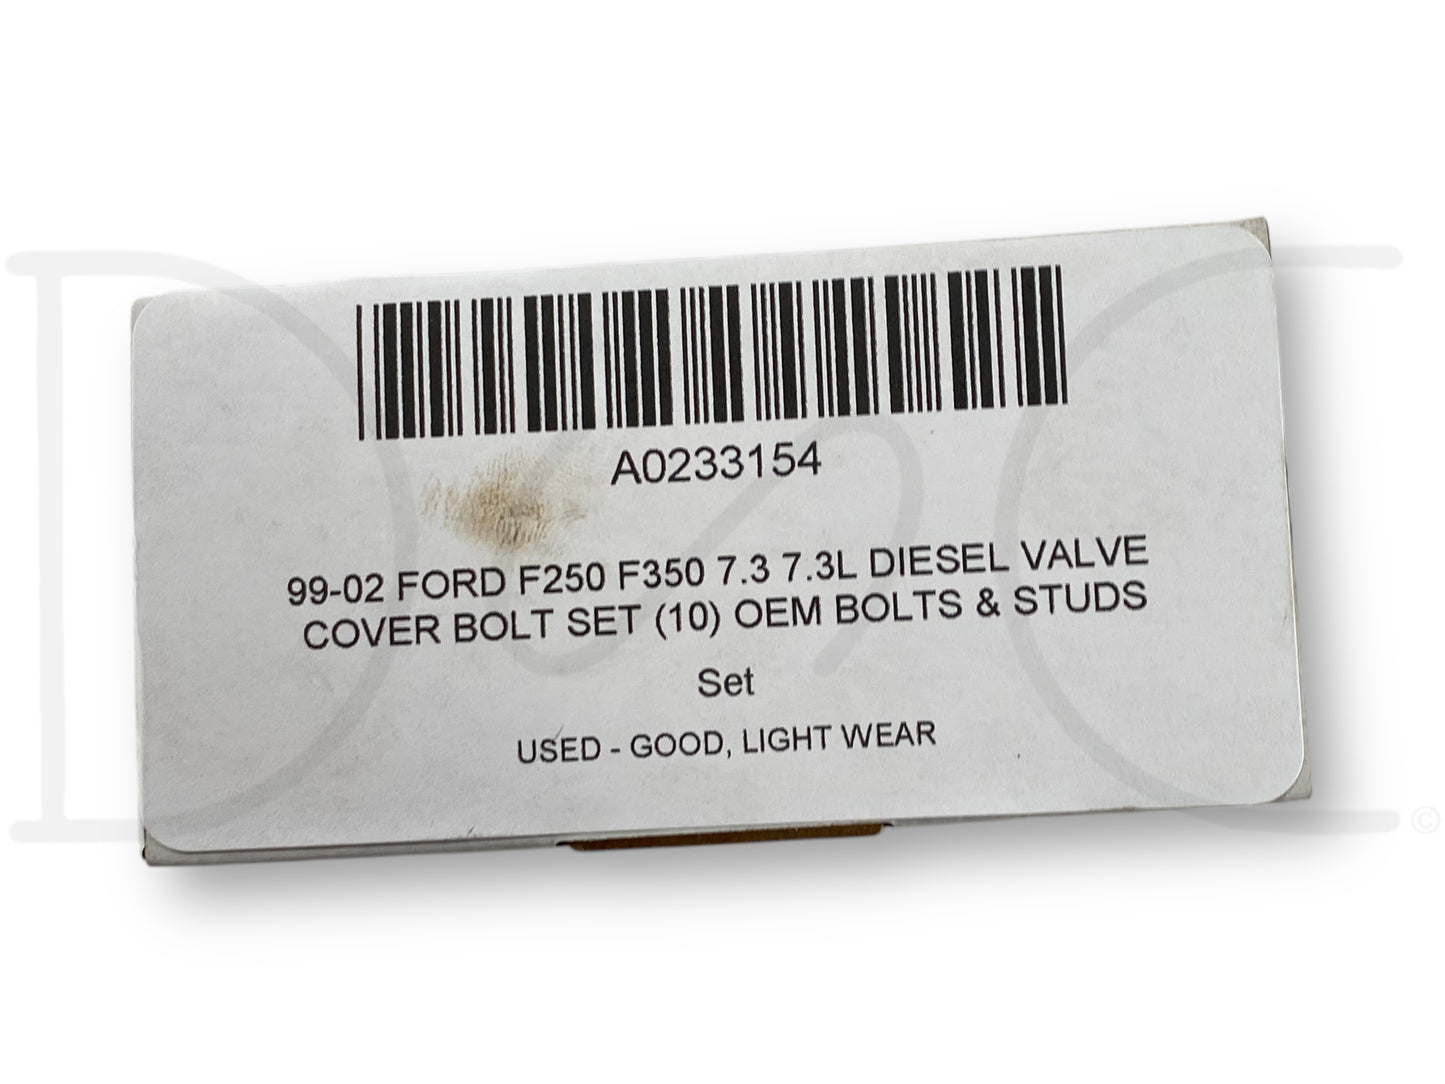 A0233154
99-02 FORD F250 F350 7.3 7.3L DIESEL VALVE
COVER BOLT SET (10) OEM BOLTS & STUDS
Set
USED - GOOD, LIGHT WEAR
DC
©